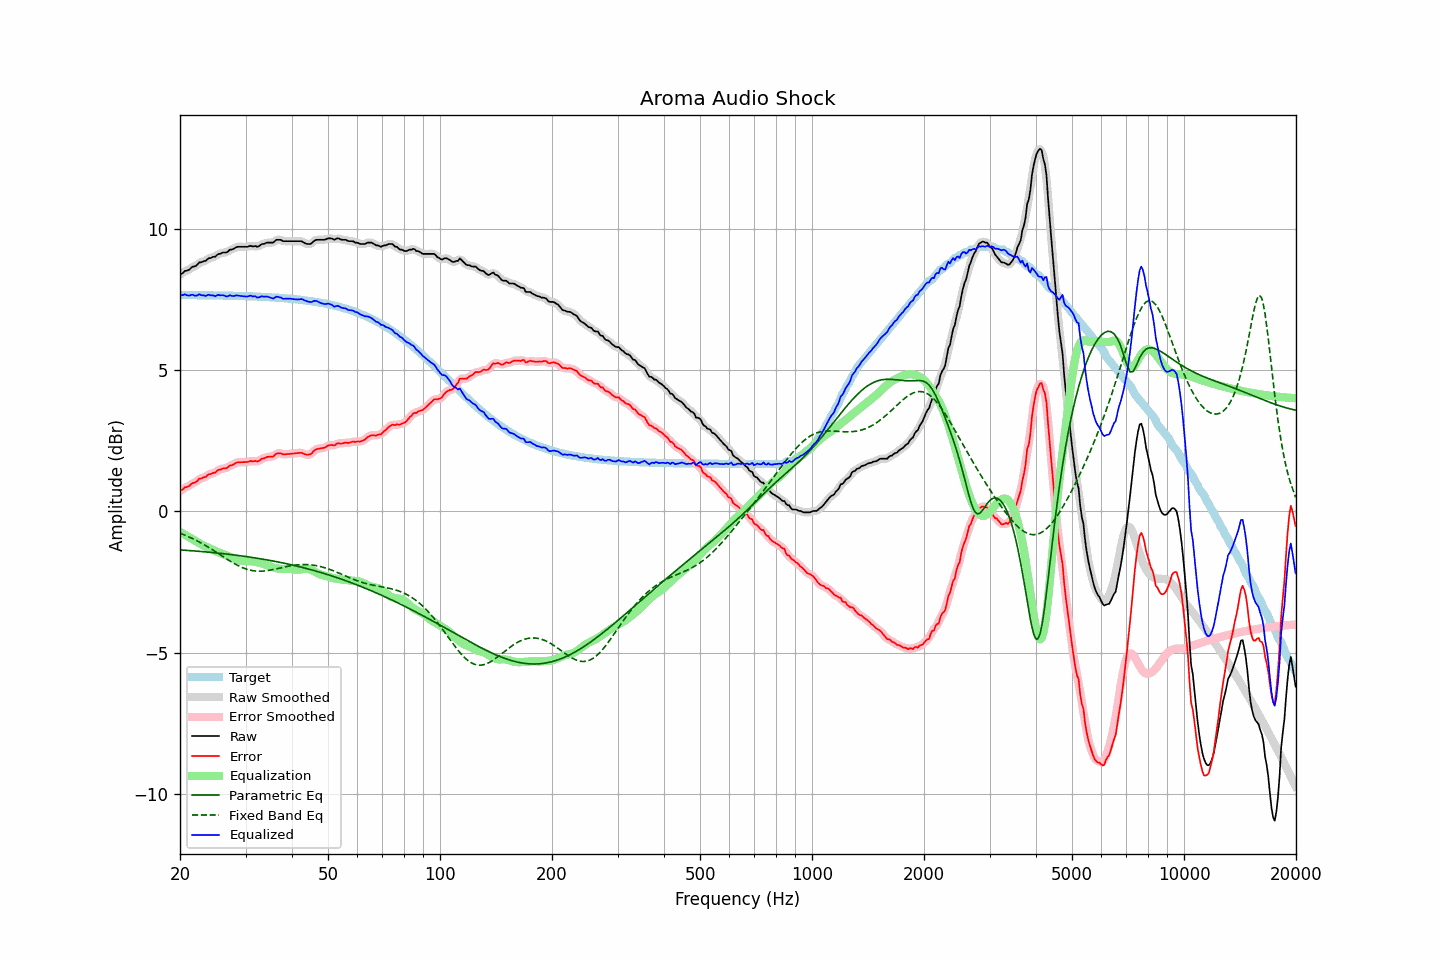 Aroma Audio Shock
Amplitude (dBr)
10
5
0
−5
−10
Target
Raw Smoothed
Error Smoothed
Raw
Error
Equalization
Parametric Eq
Fixed Band Eq
Equalized
20 50 100 200 500 1000 2000 5000 10000 20000
Frequency (Hz)